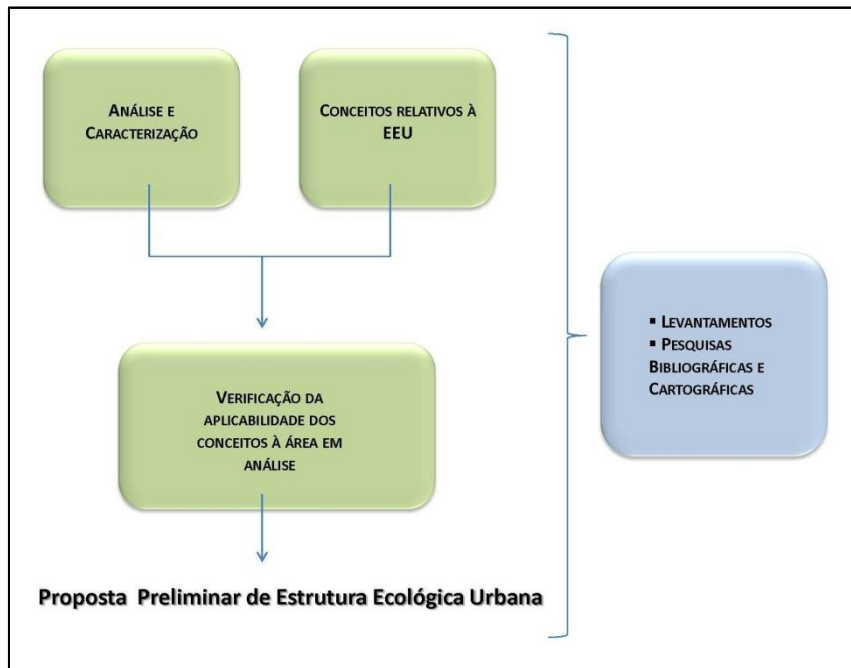 ANÁLISE E
CARACTERIZAÇÃO
CONCEITOS RELATIVOS À
EEU
VERIFICAÇÃO DA
APLICABILIDADE DOS
CONCEITOS À ÁREA EM
ANÁLISE
Proposta Preliminar de Estrutura Ecológica Urbana
▪ LEVANTAMENTOS
▪ PESQUISAS
BIBLIOGRÁFICAS E
CARTOGRÁFICAS